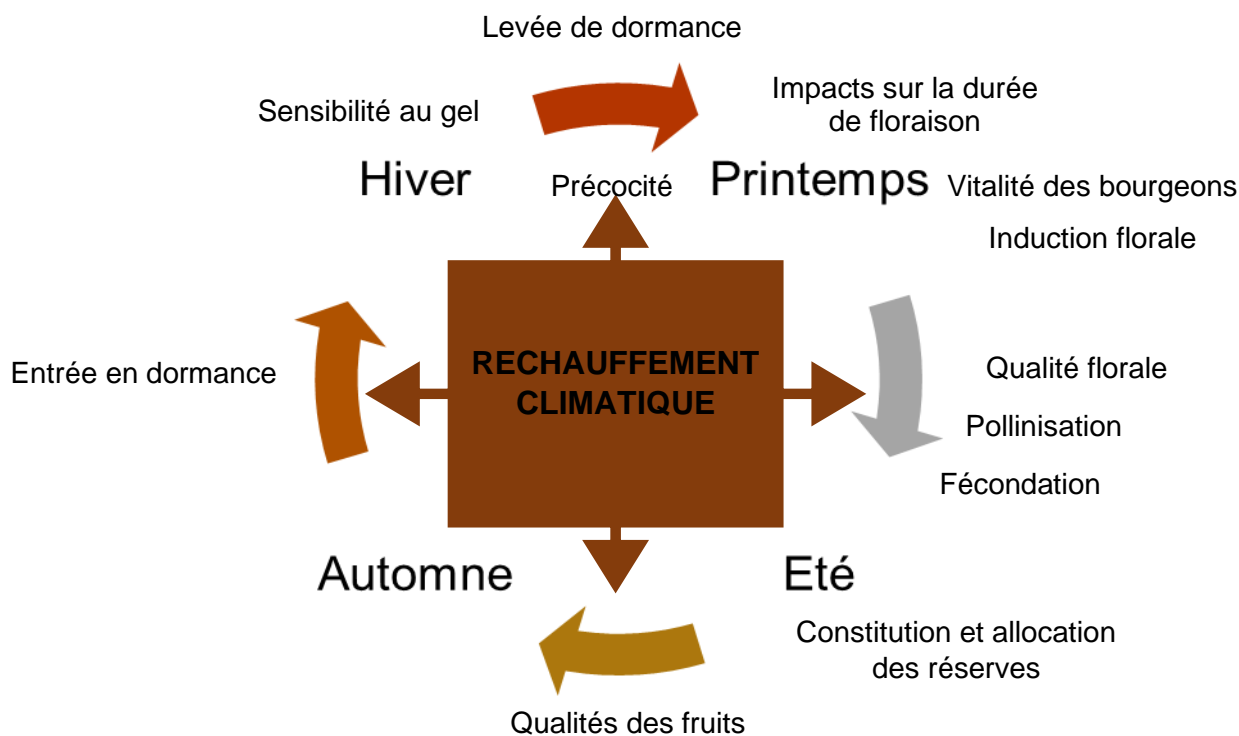 Levée de dormance
Sensibilité au gel
Impacts sur la durée
de floraison
Hiver
Précocité
Printemps
Vitalité des bourgeons
Induction florale
Entrée en dormance
RECHAUFFEMENT
CLIMATIQUE
Qualité florale
Pollinisation
Fécondation
Automne
Eté
Constitution et allocation
des réserves
Qualités des fruits